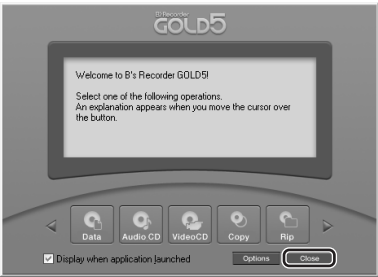 B's Recorder
GOLD5
Welcome to B's Recorder GOLD5!
Select one of the following operations.
An explanation appears when you move the cursor over
the button.
Data Audio CD VideoCD Copy Rip
Display when application launched Options Close